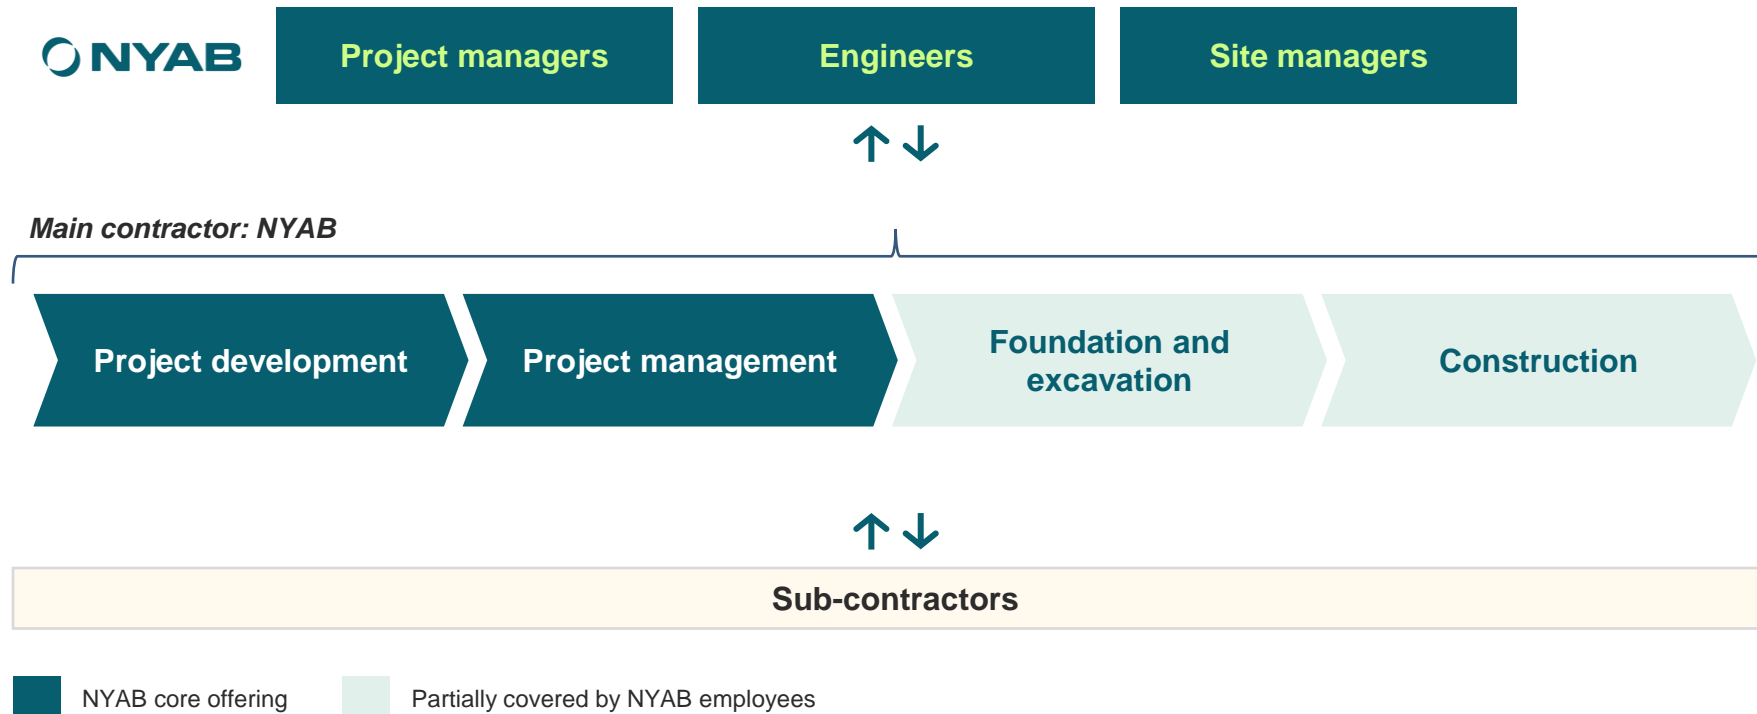 NYAB
Project managers
Engineers
Site managers
Main contractor: NYAB
Project development
Project management
Foundation and
excavation
Construction
Sub-contractors
NYAB core offering
Partially covered by NYAB employees